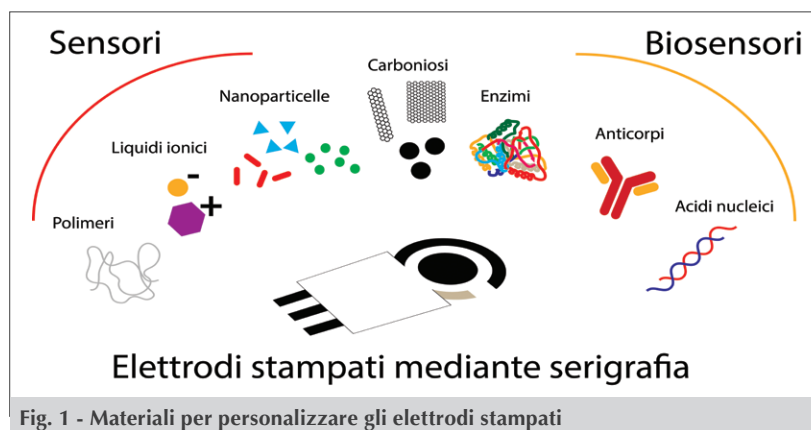 Sensori
Biosensori
Carboniosi
Nanoparticelle
Enzimi
Liquidi ionici
Anticorpi
Polimeri
Acidi nucleici
- 
+
Elettrodi stampati mediante serigrafia
Fig. 1 - Materiali per personalizzare gli elettrodi stampati